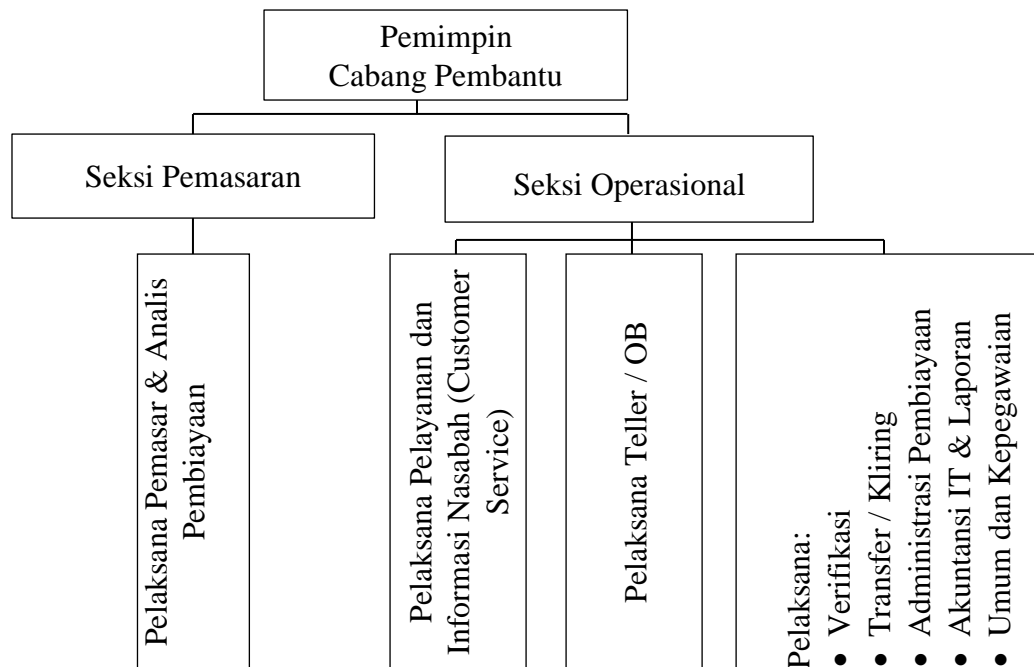 Pemimpin
Cabang Pembantu
Seksi Pemasaran
Seksi Operasional
Pelaksana Pemasar & Analis
Pembiayaan
Pelaksana Pelayanan dan
Informasi Nasabah (Customer
Service)
Pelaksana Teller / OB
Pelaksana:
● Verifikasi
● Transfer / Kliring
● Administrasi Pembiayaan
● Akuntansi IT & Laporan
● Umum dan Kepegawaian